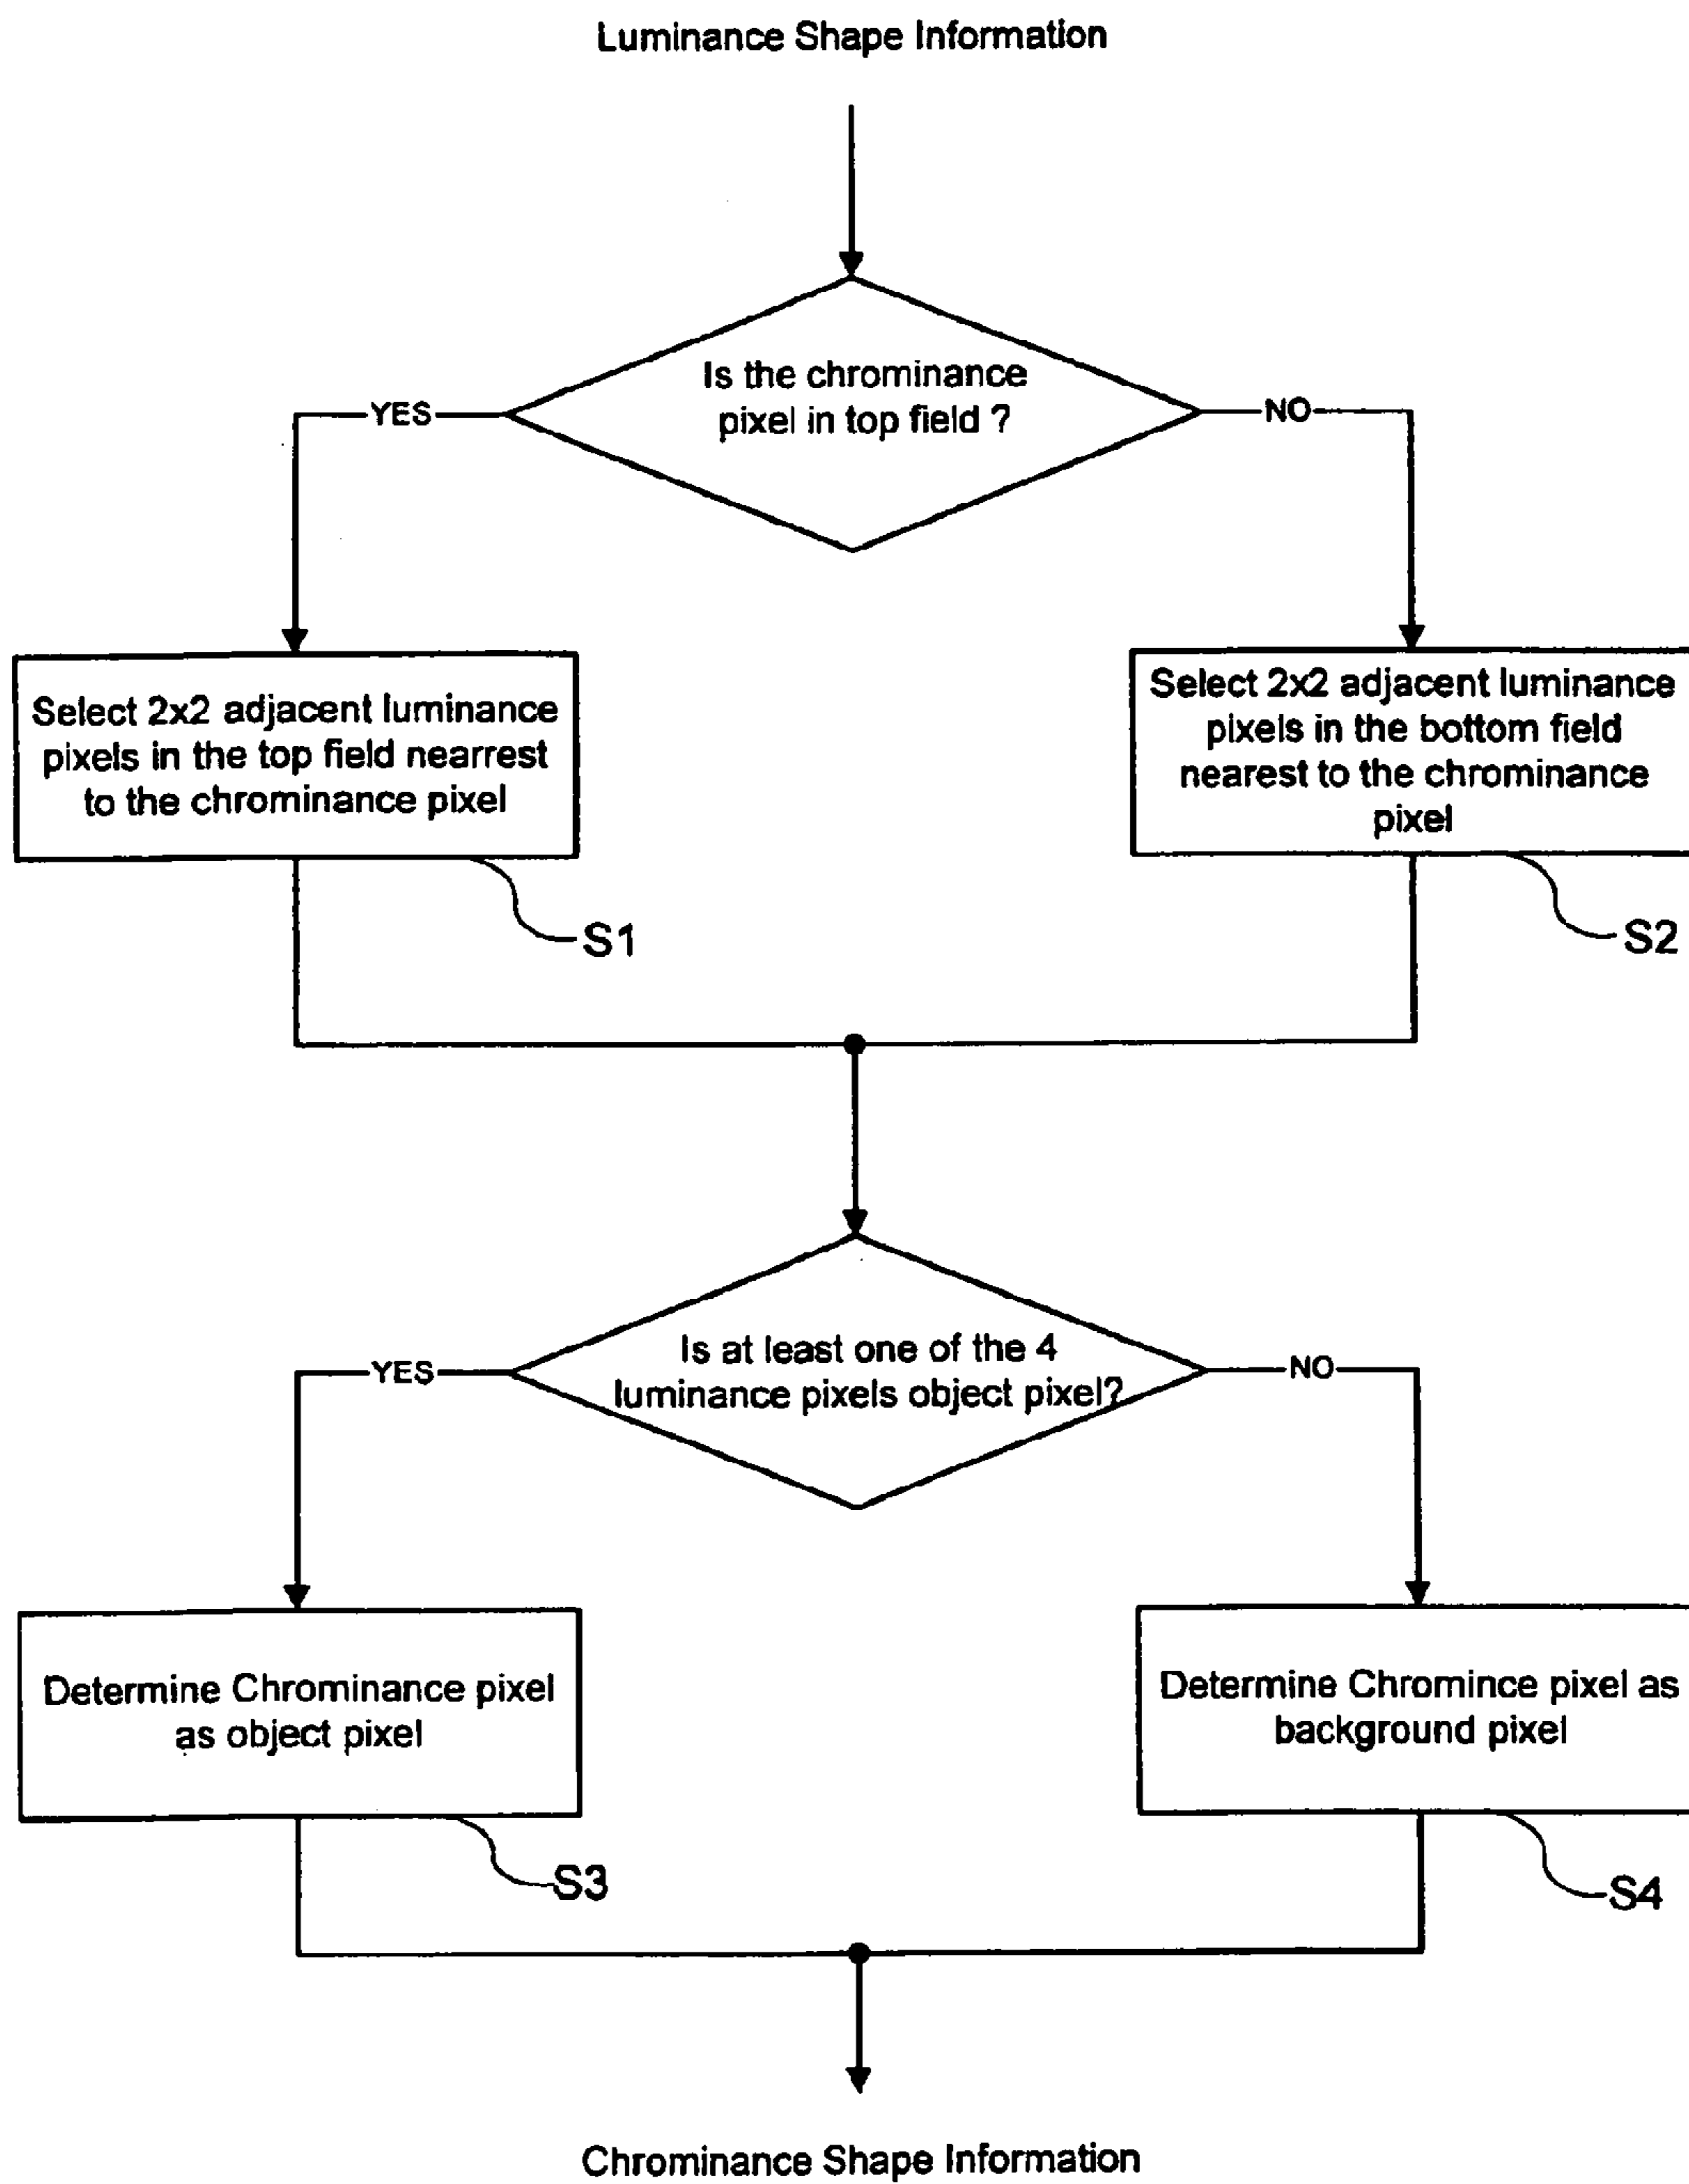 Luminance Shape Information
Is the chrominance
pixel in top field ?
YES
NO
Select 2x2 adjacent luminance
pixels in the top field nearrest
to the chrominance pixel
Select 2x2 adjacent luminance
pixels in the bottom field
nearest to the chrominance
pixel
S1
S2
Is at least one of the 4
luminance pixels object pixel?
YES
NO
Determine Chrominance pixel
as object pixel
Determine Chromince pixel as
background pixel
S3
S4
Chrominance Shape Information